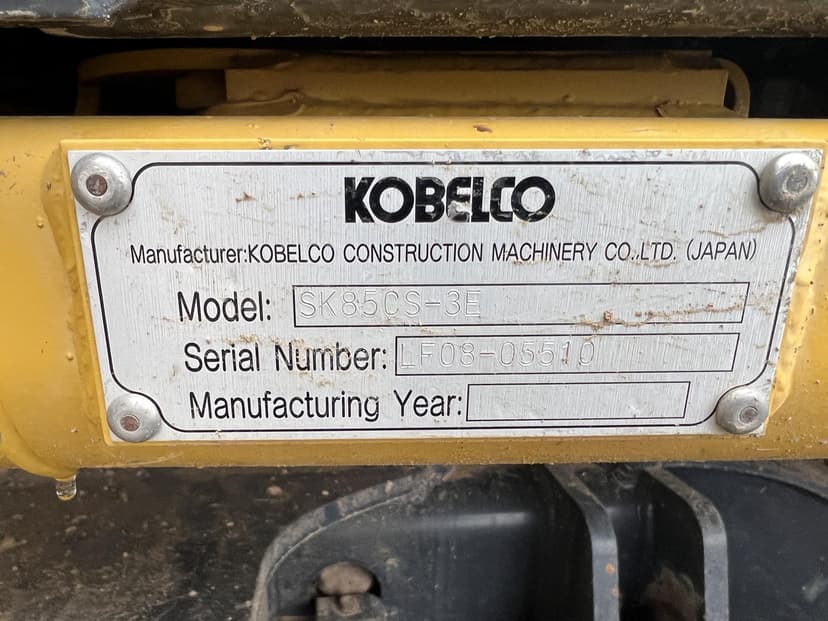 KOBELCO
Manufacturer:KOBELCO CONSTRUCTION MACHINERY CO.,LTD. (JAPAN)
Model: SK85CS-3E
Serial Number: LF08-05510
Manufacturing Year: